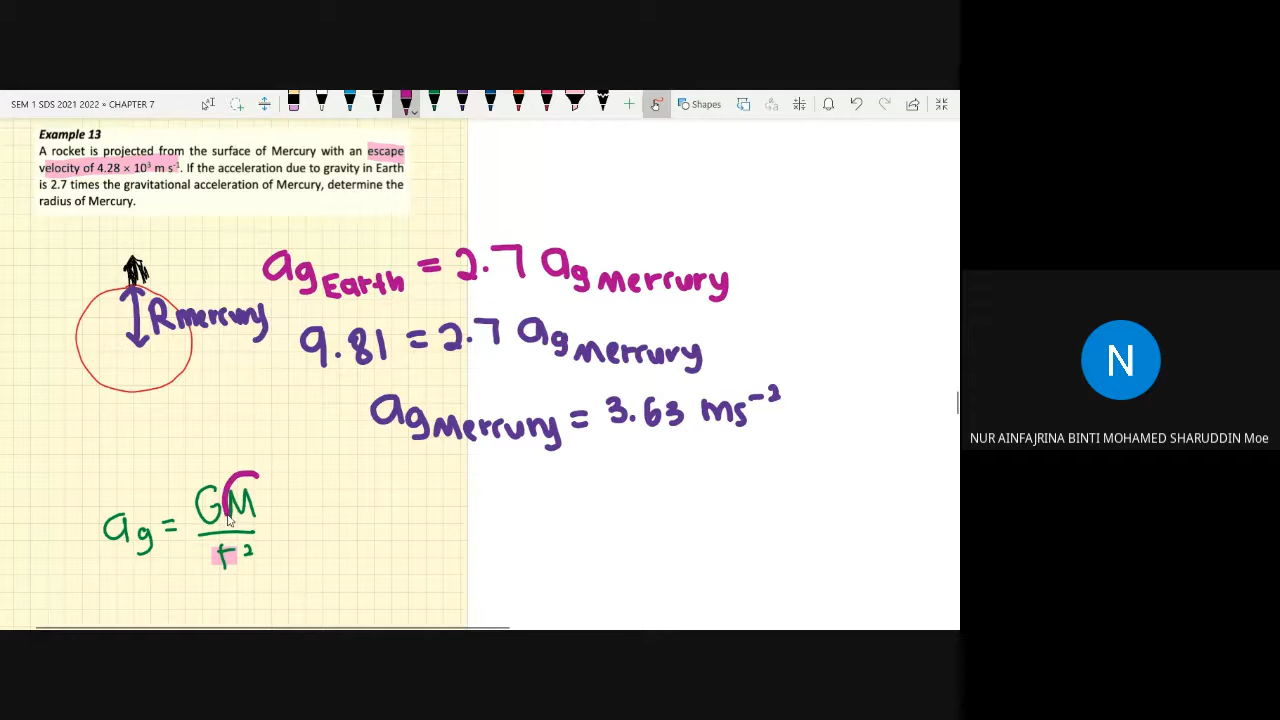 SEM 1 SDS 2021 2022 » CHAPTER 7
Shapes
Example 13
A rocket is projected from the surface of Mercury with an escape
velocity of 4.28 × 10³ m s⁻¹. If the acceleration due to gravity in Earth
is 2.7 times the gravitational acceleration of Mercury, determine the
radius of Mercury.
ag Earth = 2.7 ag Mercury
Rmercury
9.81 = 2.7 ag Mercury
ag Mercury = 3.63 ms⁻²
ag = GM
r²
N
NUR AINFAJRINA BINTI MOHAMED SHARUDDIN Moe